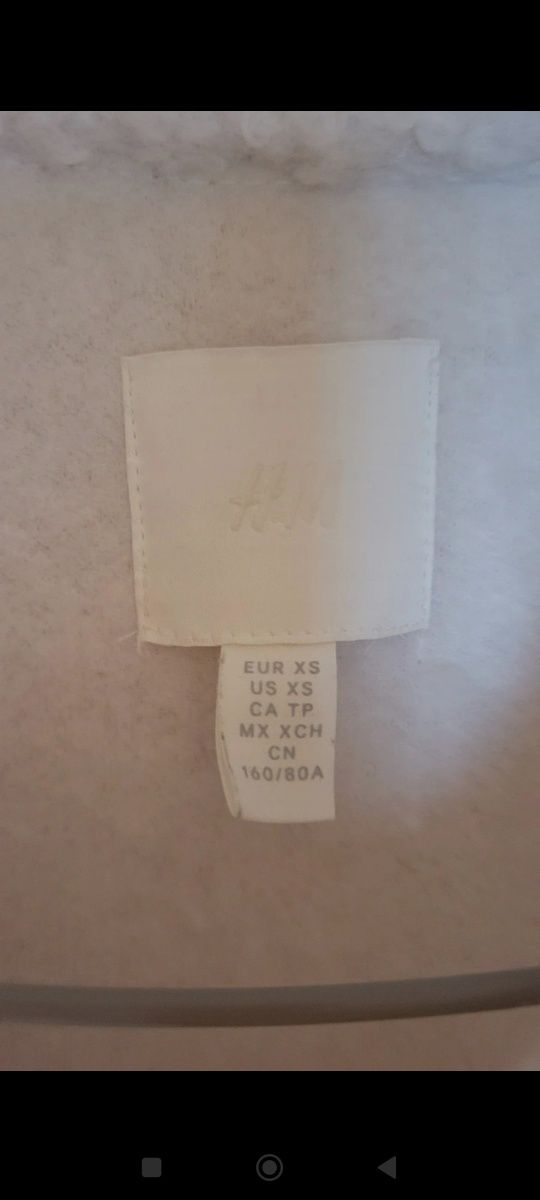 H&M
EUR XS
US XS
CA TP
MX XCH
CN
160/80A